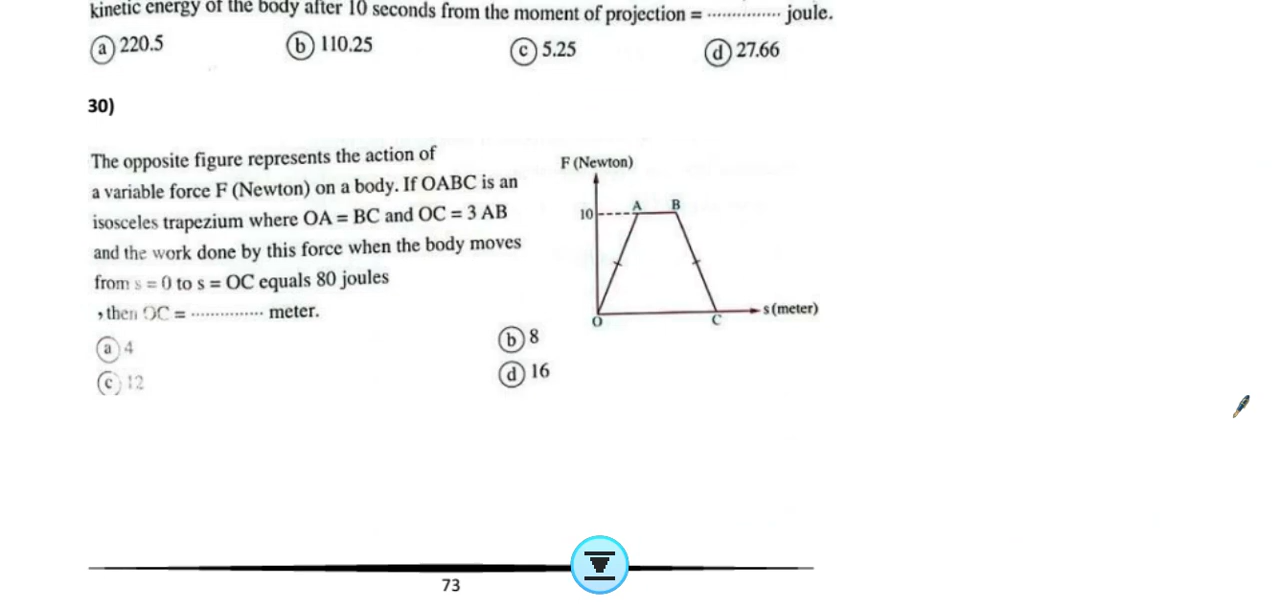 kinetic energy of the body after 10 seconds from the moment of projection = ............... joule.
ⓐ 220.5 ⓑ 110.25 ⓒ 5.25 ⓓ 27.66
30)
The opposite figure represents the action of
a variable force F (Newton) on a body. If OABC is an
isosceles trapezium where OA = BC and OC = 3 AB
and the work done by this force when the body moves
from s = 0 to s = OC equals 80 joules
, then OC = ............... meter.
ⓐ 4 ⓑ 8
ⓒ 12 ⓓ 16
F (Newton)
10 A B
O C s (meter)
73